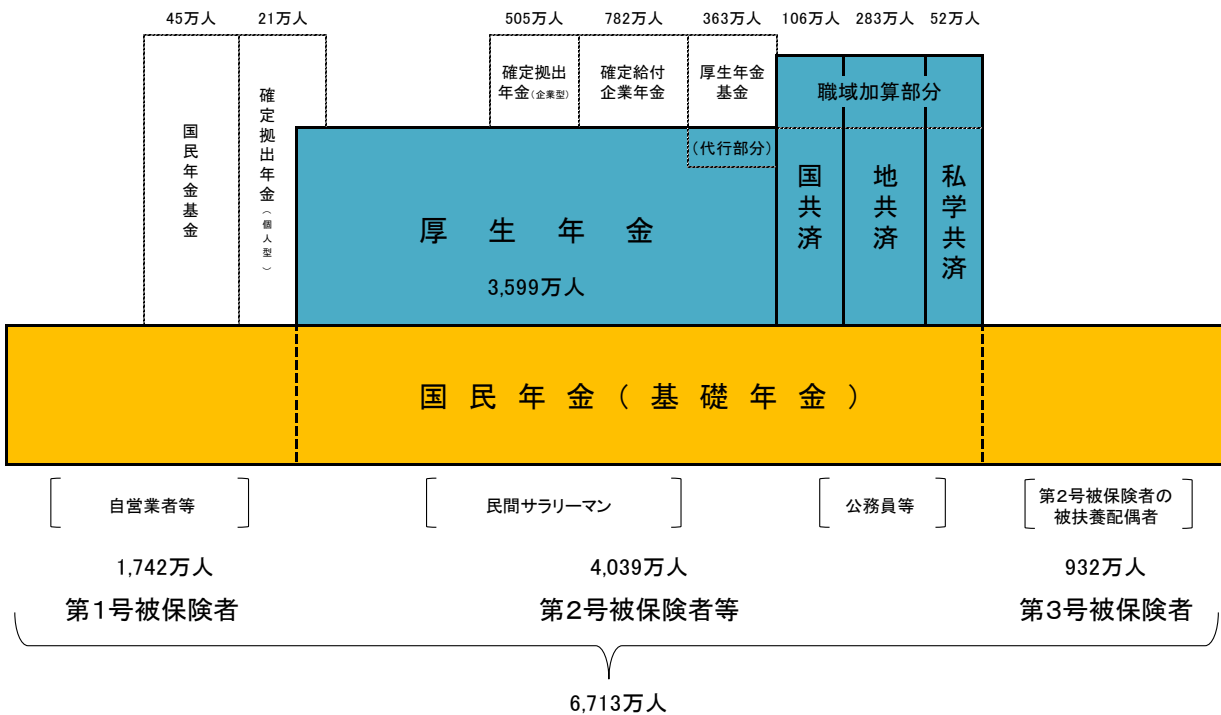 45万人
21万人
505万人
782万人
363万人
106万人
283万人
52万人
国民年金基金
確定拠出年金(個人型)
確定拠出
年金(企業型)
確定給付
企業年金
厚生年金
基金
(代行部分)
職域加算部分
厚生年金
3,599万人
国共済
地共済
私学共済
国民年金(基礎年金)
自営業者等
民間サラリーマン
公務員等
第2号被保険者の
被扶養配偶者
1,742万人
4,039万人
932万人
第1号被保険者
第2号被保険者等
第3号被保険者
6,713万人